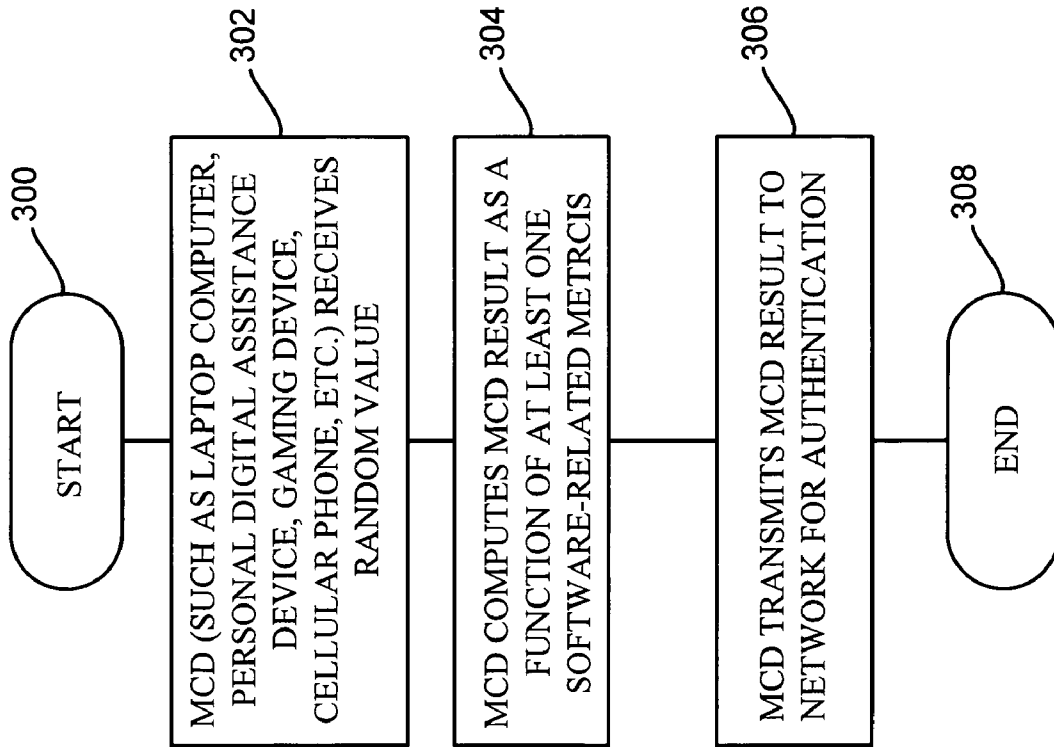 START
300
MCD (SUCH AS LAPTOP COMPUTER,
PERSONAL DIGITAL ASSISTANCE
DEVICE, GAMING DEVICE,
CELLULAR PHONE, ETC.) RECEIVES
RANDOM VALUE
302
MCD COMPUTES MCD RESULT AS A
FUNCTION OF AT LEAST ONE
SOFTWARE-RELATED METRCIS
304
MCD TRANSMITS MCD RESULT TO
NETWORK FOR AUTHENTICATION
306
END
308